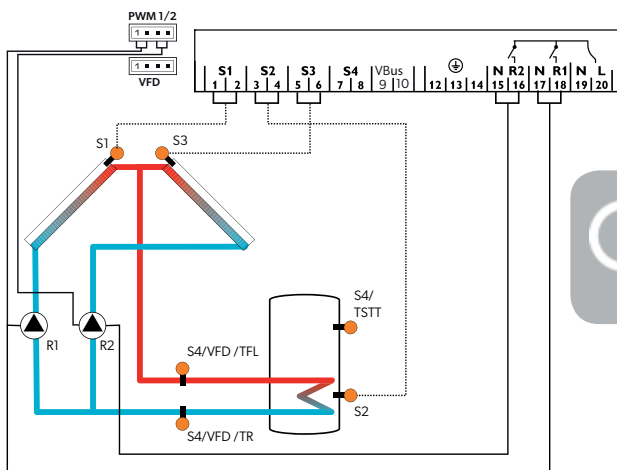 PWM 1/2
1
1
VFD
S1 S2 S3 S4 VBus N R2 N R1 N L
1 2 3 4 5 6 7 8 9 10 12 13 14 15 16 17 18 19 20
S1
S3
S4/
TSTT
R1
R2
S4/VFD /TFL
S2
S4/VFD /TR